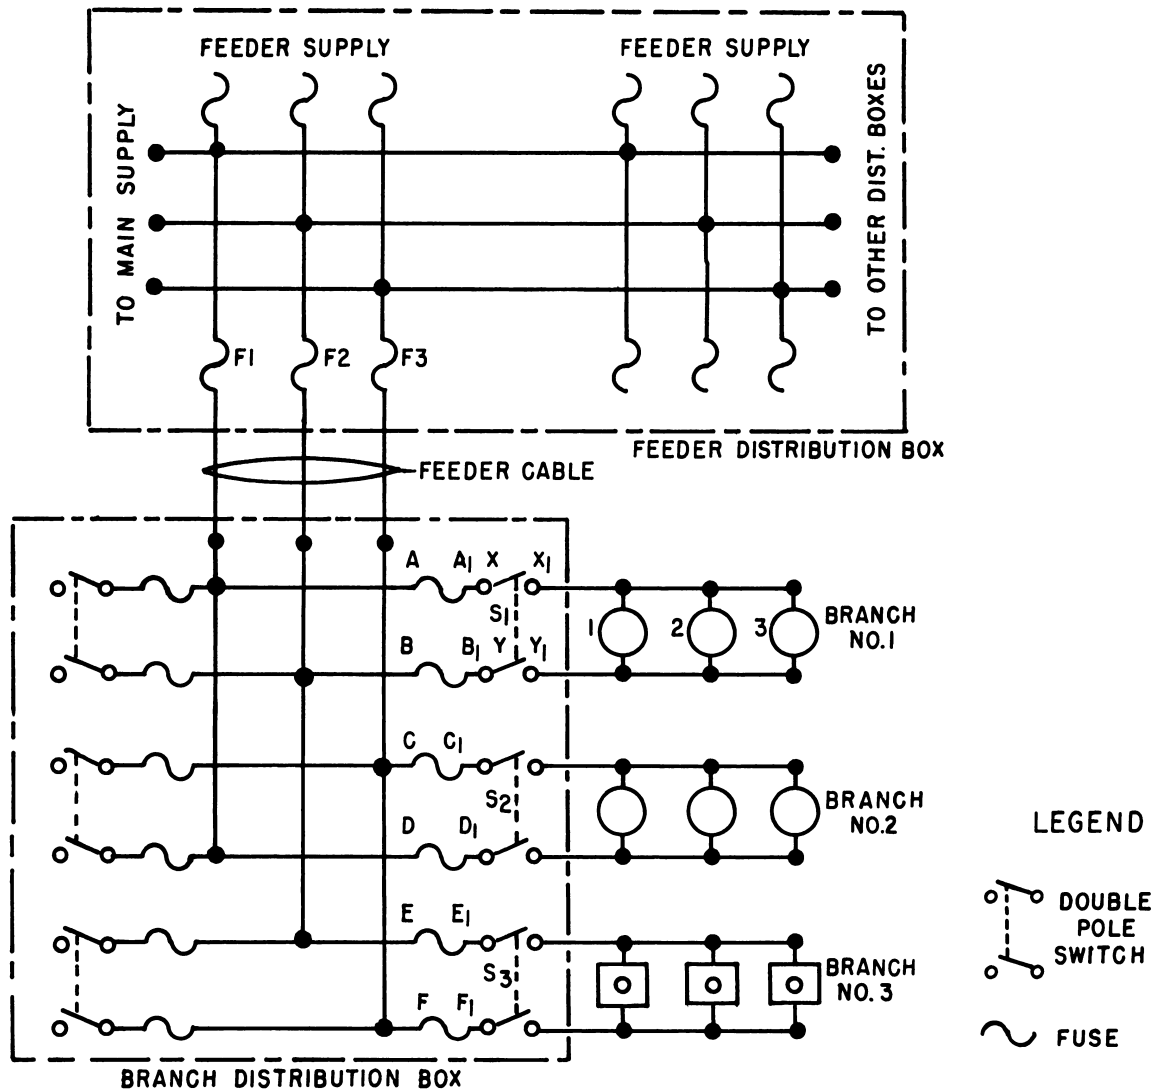 FEEDER SUPPLY
FEEDER SUPPLY
TO MAIN SUPPLY
TO OTHER DIST. BOXES
F1
F2
F3
FEEDER DISTRIBUTION BOX
FEEDER CABLE
A
A1
X
X1
S1
B
B1
Y
Y1
1
2
3
BRANCH
NO.1
C
C1
S2
D
D1
BRANCH
NO.2
E
E1
S3
F
F1
BRANCH
NO. 3
BRANCH DISTRIBUTION BOX
LEGEND
DOUBLE
POLE
SWITCH
FUSE